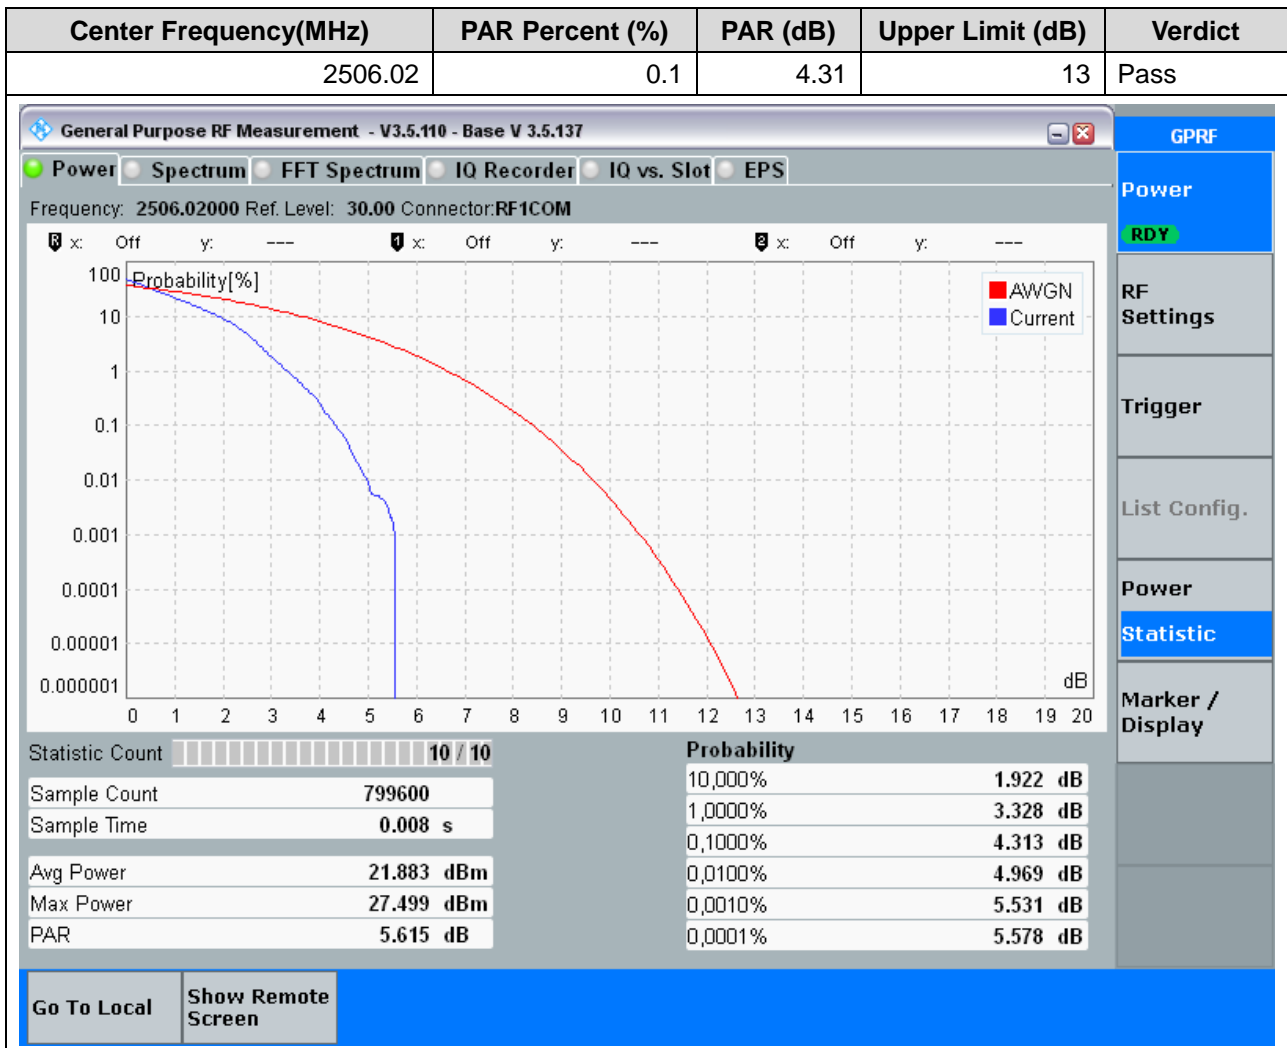 Center Frequency(MHz) PAR Percent (%) PAR (dB) Upper Limit (dB) Verdict
2506.02 0.1 4.31 13 Pass
General Purpose RF Measurement - V3.5.110 - Base V 3.5.137
GPRF
Power Spectrum FFT Spectrum IQ Recorder IQ vs. Slot EPS
Frequency: 2506.02000 Ref. Level: 30.00 Connector:RF1COM
R x: Off y: --- 1 x: Off y: --- 2 x: Off y: ---
Probability[%]
AWGN
Current
100
10
1
0.1
0.01
0.001
0.0001
0.00001
0.000001
dB
0 1 2 3 4 5 6 7 8 9 10 11 12 13 14 15 16 17 18 19 20
Statistic Count 10 / 10
Sample Count 799600
Sample Time 0.008 s
Avg Power 21.883 dBm
Max Power 27.499 dBm
PAR 5.615 dB
Probability
10,000% 1.922 dB
1,0000% 3.328 dB
0,1000% 4.313 dB
0,0100% 4.969 dB
0,0010% 5.531 dB
0,0001% 5.578 dB
Power
RDY
RF
Settings
Trigger
List Config.
Power
Statistic
Marker /
Display
Go To Local
Show Remote
Screen